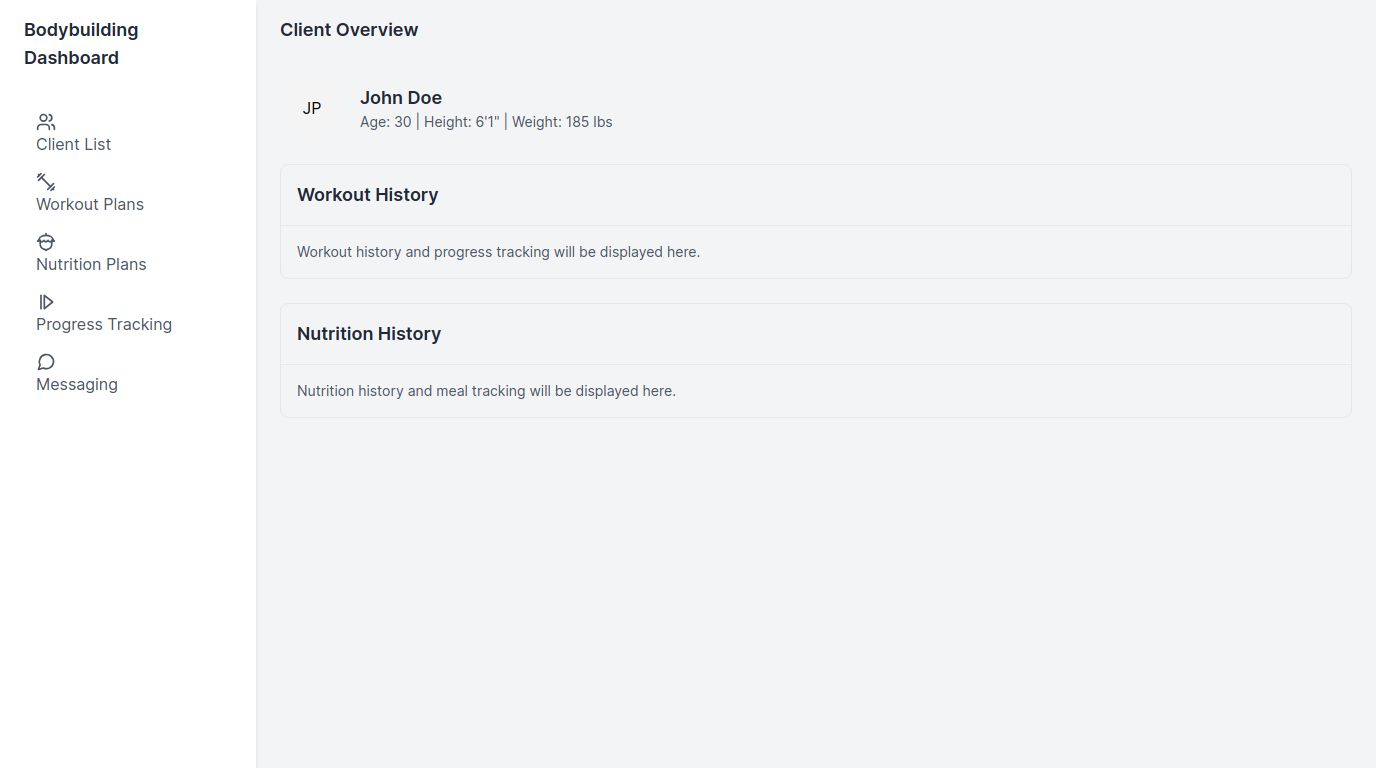 Bodybuilding
Dashboard
Client List
Workout Plans
Nutrition Plans
Progress Tracking
Messaging
Client Overview
JP
John Doe
Age: 30 | Height: 6'1" | Weight: 185 lbs
Workout History
Workout history and progress tracking will be displayed here.
Nutrition History
Nutrition history and meal tracking will be displayed here.